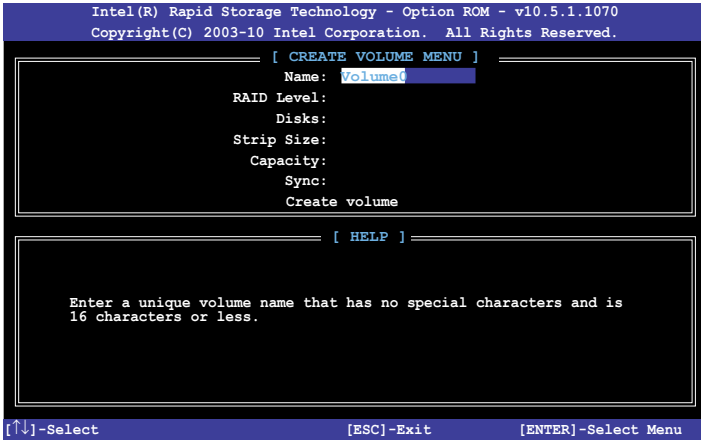 Intel(R) Rapid Storage Technology - Option ROM - v10.5.1.1070
Copyright(C) 2003-10 Intel Corporation. All Rights Reserved.
[ CREATE VOLUME MENU ]
Name: Volume0
RAID Level:
Disks:
Strip Size:
Capacity:
Sync:
Create volume
[ HELP ]
Enter a unique volume name that has no special characters and is
16 characters or less.
[↑↓]-Select [ESC]-Exit [ENTER]-Select Menu